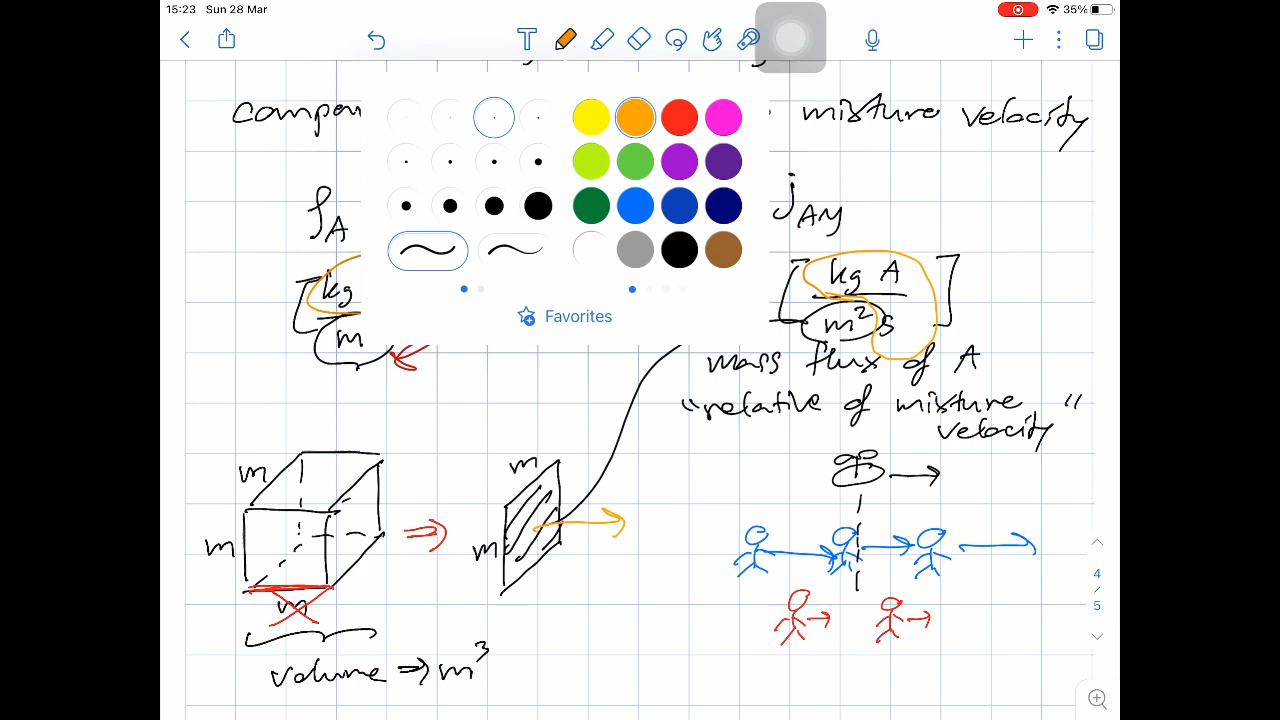 15:23 Sun 28 Mar 35%
mixture velocity
ρA jAM
kg kg A
m m² s
mass flux of A
"relative of mixture velocity"
Favorites
m m
m m
m
volume ⇒ m³
4
/
5